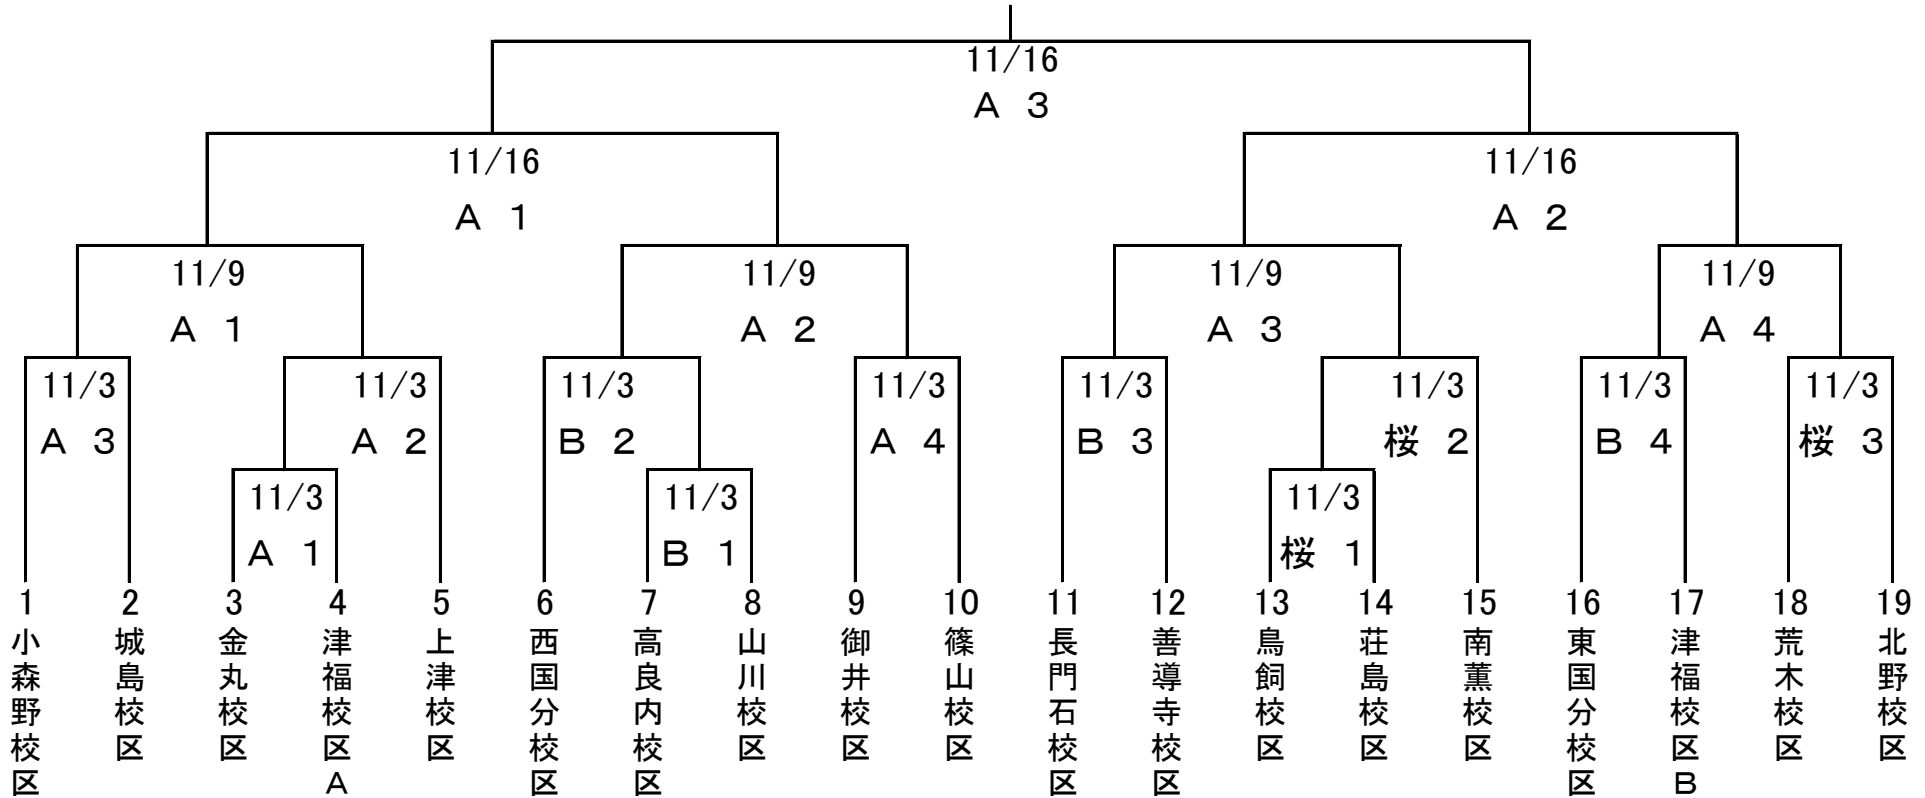 11/16
A 3
11/16 11/16
A 1 A 2
11/9 11/9 11/9 11/9
A 1 A 2 A 3 A 4
11/3 11/3 11/3 11/3 11/3 11/3 11/3 11/3
A 3 A 2 B 2 A 4 B 3 桜 2 B 4 桜 3
11/3 11/3 11/3
A 1 B 1 桜 1
1 2 3 4 5 6 7 8 9 10 11 12 13 14 15 16 17 18 19
小森野校区
城島校区
金丸校区
津福校区A
上津校区
西国分校区
高良内校区
山川校区
御井校区
篠山校区
長門石校区
善導寺校区
鳥飼校区
荘島校区
南薫校区
東国分校区
津福校区B
荒木校区
北野校区